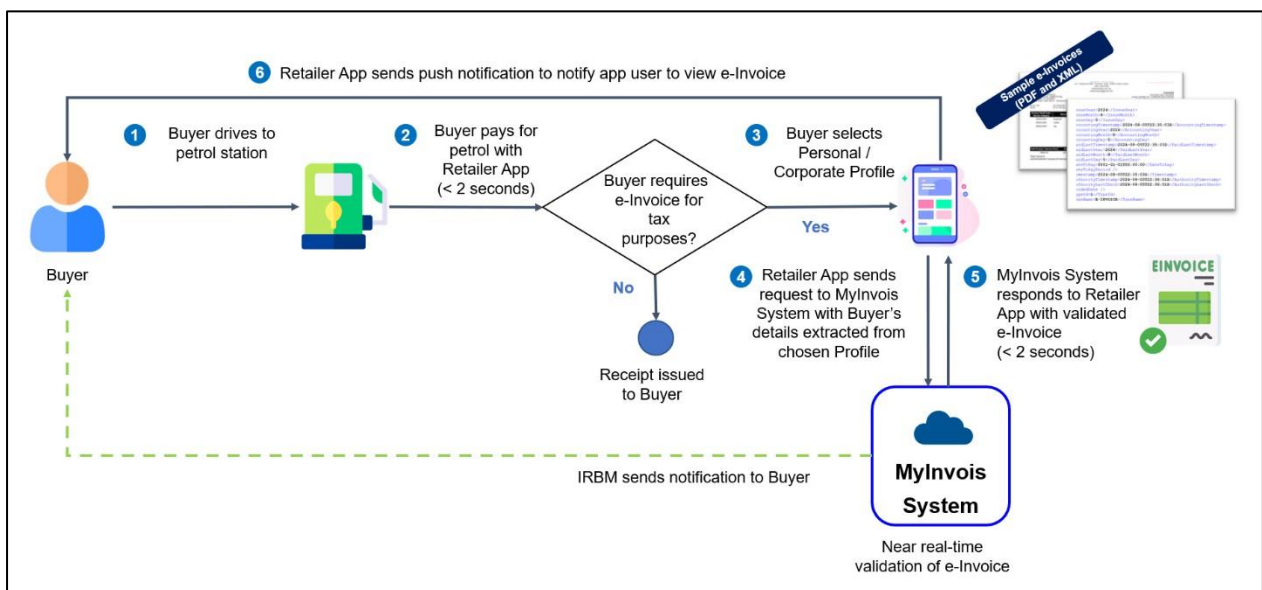 6 Retailer App sends push notification to notify app user to view e-Invoice
Sample e-Invoices
(PDF and XML)
1 Buyer drives to
petrol station
2 Buyer pays for
petrol with
Retailer App
(< 2 seconds)
Buyer requires
e-Invoice for
tax
purposes?
3 Buyer selects
Personal /
Corporate Profile
Yes
Buyer
No
Receipt issued
to Buyer
4 Retailer App sends
request to MyInvois
System with Buyer's
details extracted from
chosen Profile
5 MyInvois System
responds to Retailer
App with validated
e-Invoice
(< 2 seconds)
EINVOICE
IRBM sends notification to Buyer
MyInvois
System
Near real-time
validation of e-Invoice